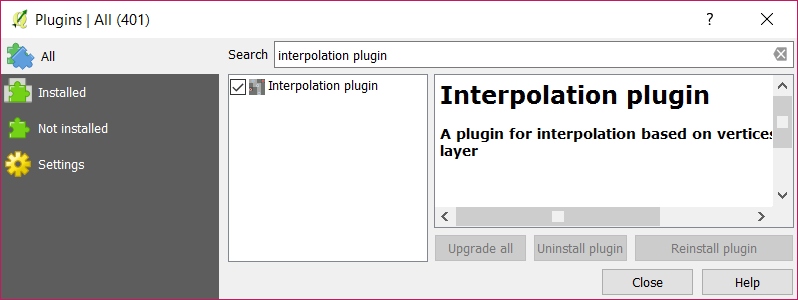 Plugins | All (401)
?
All
Search
interpolation plugin
Installed
Not installed
Settings
Interpolation plugin
Interpolation plugin
A plugin for interpolation based on vertices
layer
Upgrade all
Uninstall plugin
Reinstall plugin
Close
Help